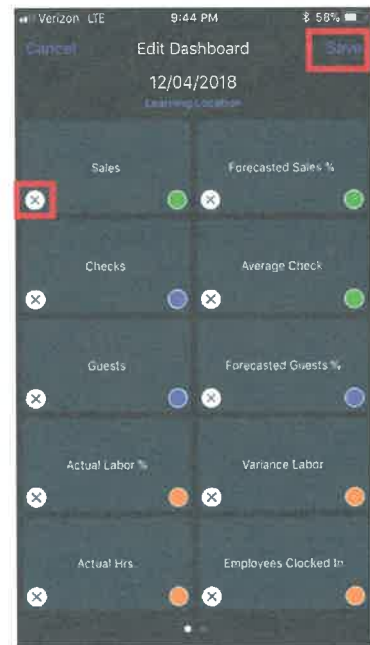 Verizon LTE 9:44 PM 58%
Cancel Edit Dashboard Save
12/04/2018
Learning Location
Sales Forecasted Sales %
Checks Average Check
Guests Forecasted Guests %
Actual Labor % Variance Labor
Actual Hrs. Employees Clocked In